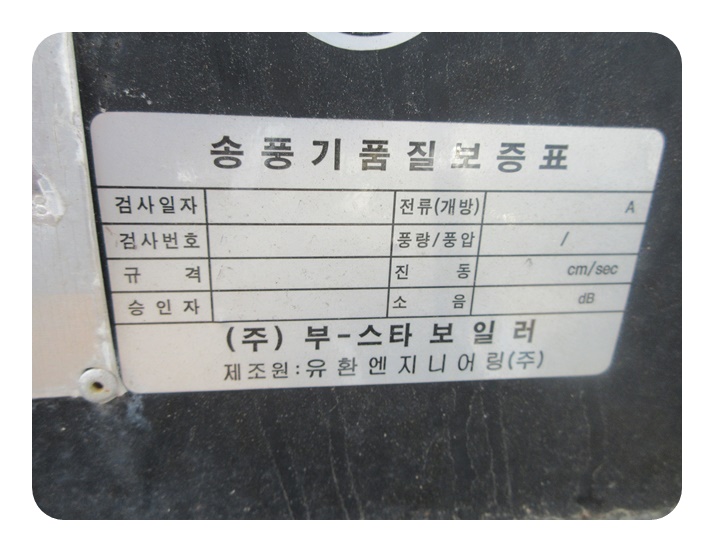 송풍기품질보증표
검사일자 전류(개방) A
검사번호 풍량/풍압 /
규 격 진 동 cm/sec
승인자 소 음 dB
(주) 부-스타보일러
제조원:유환엔지니어링(주)